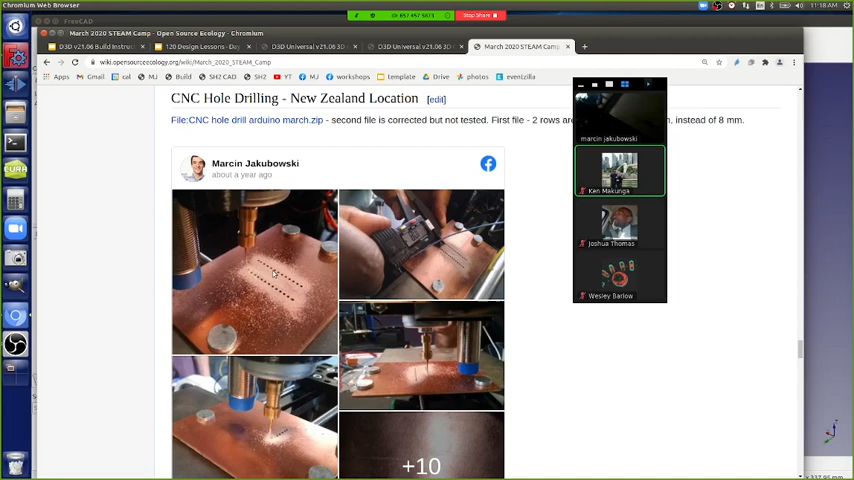 Chromium Web Browser
11:18 AM
FreeCAD
ID: 657 457 5873
Stop Share
March 2020 STEAM Camp - Open Source Ecology - Chromium
D3D v21.06 Build Instruc
120 Design Lessons - Day
D3D Universal v21.06 3D
D3D Universal v21.06 3D
March 2020 STEAM Camp
wiki.opensourceecology.org/wiki/March_2020_STEAM_Camp
Apps
Gmail
cal
MJ
Build
SH2 CAD
SH2
YT
MJ
workshops
template
Drive
photos
eventzilla
CNC Hole Drilling - New Zealand Location [edit]
File:CNC hole drill arduino march.zip - second file is corrected but not tested. First file - 2 rows are
, instead of 8 mm.
Marcin Jakubowski
about a year ago
+10
marcin jakubowski
Ken Makunga
Joshua Thomas
Wesley Barlow